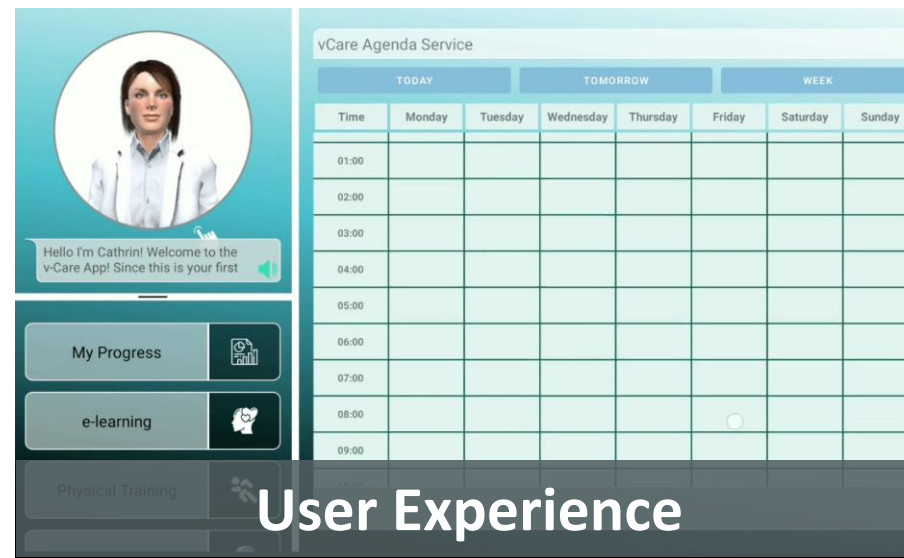 vCare Agenda Service
TODAY TOMORROW WEEK
Time Monday Tuesday Wednesday Thursday Friday Saturday Sunday
01:00
02:00
03:00
04:00
05:00
06:00
07:00
08:00
09:00
Hello I'm Cathrin! Welcome to the
v-Care App! Since this is your first
My Progress
e-learning
Physical Training
User Experience